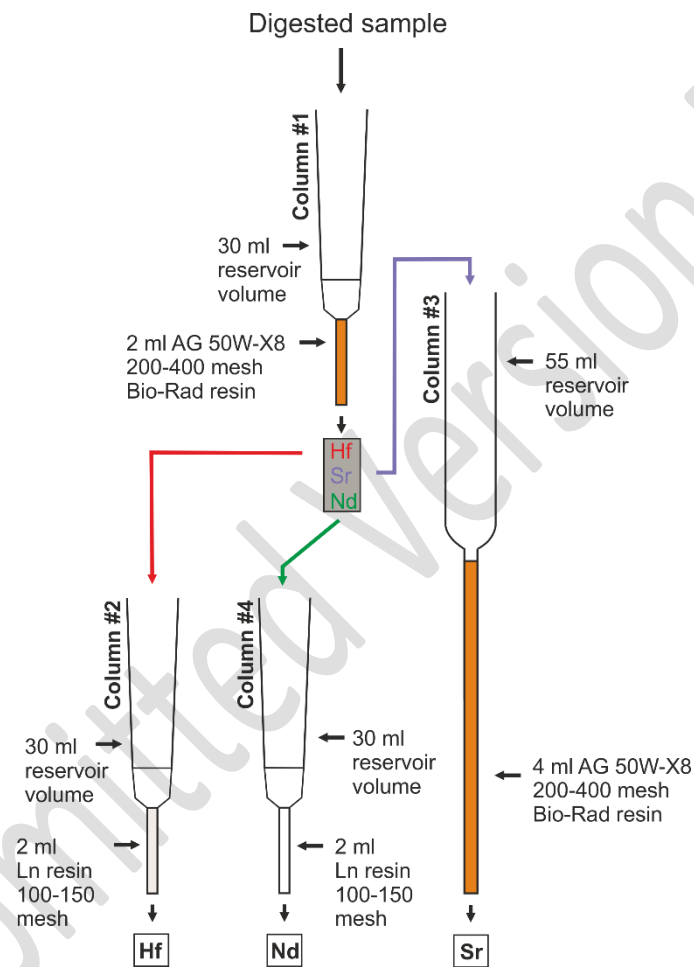 Digested sample
Column #1
30 ml
reservoir
volume
2 ml AG 50W-X8
200-400 mesh
Bio-Rad resin
Column #3
55 ml
reservoir
volume
Hf
Sr
Nd
Column #2
Column #4
30 ml
reservoir
volume
30 ml
reservoir
volume
4 ml AG 50W-X8
200-400 mesh
Bio-Rad resin
2 ml
Ln resin
100-150
mesh
2 ml
Ln resin
100-150
mesh
Hf
Nd
Sr
omitted Version